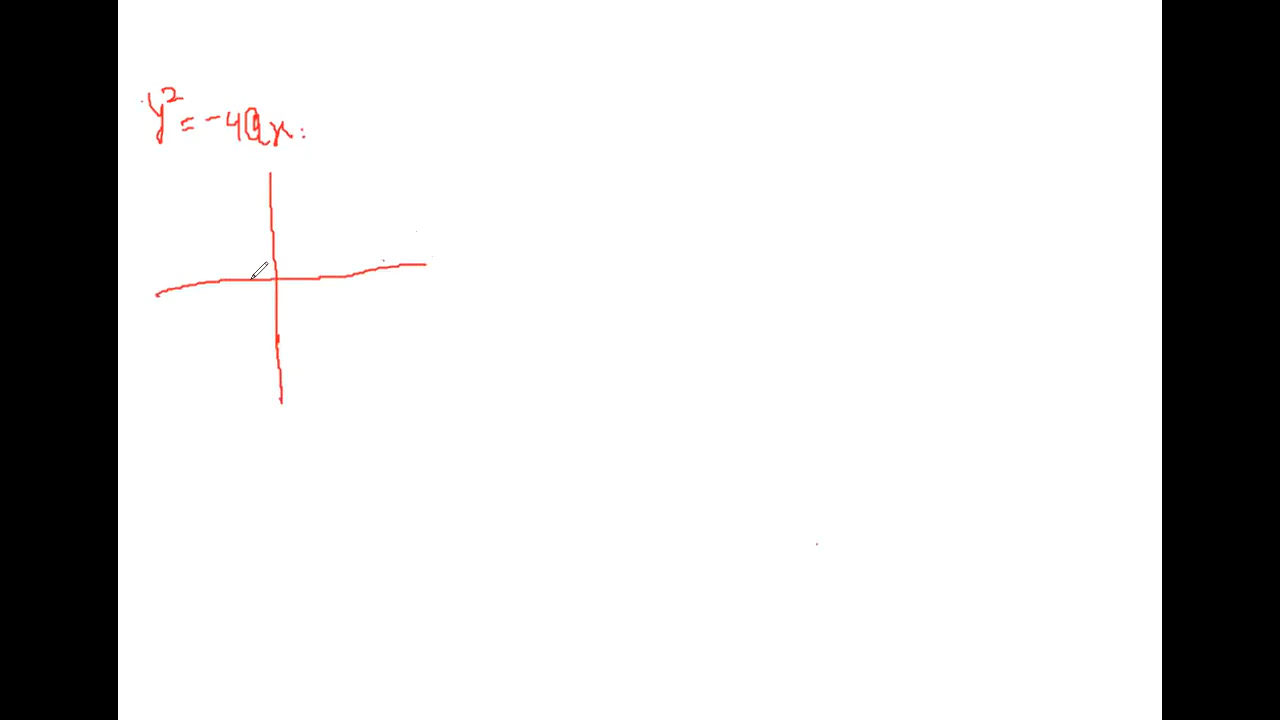 y² = -4ax: